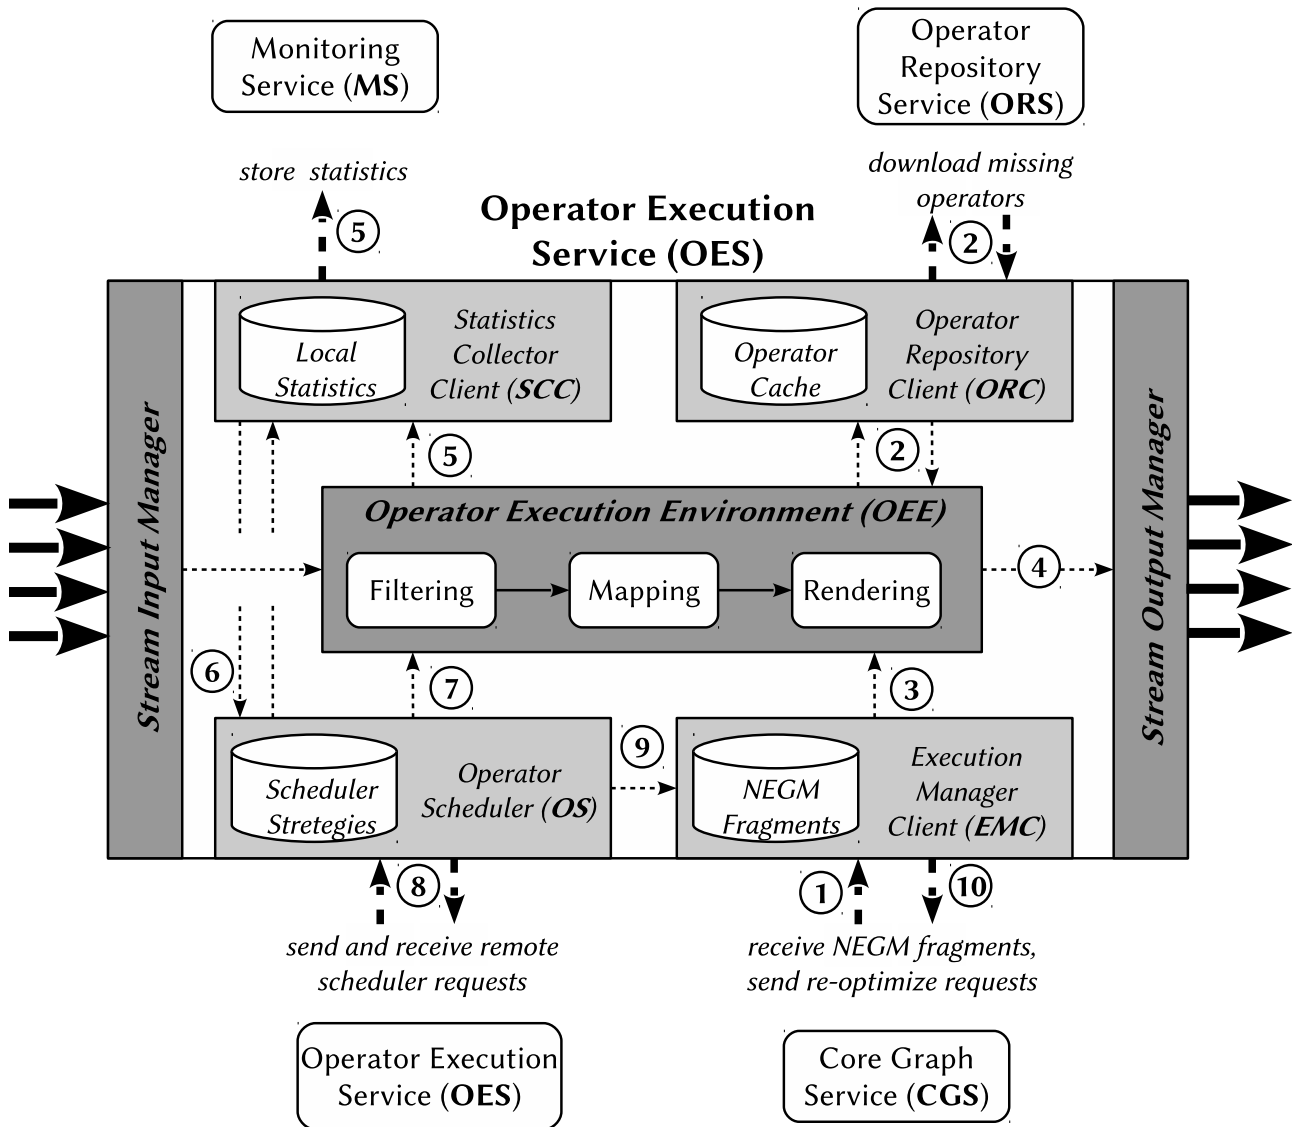 Monitoring
Service (MS)
Operator
Repository
Service (ORS)
store statistics
5
download missing
operators
2
Operator Execution
Service (OES)
Local
Statistics
Statistics
Collector
Client (SCC)
Operator
Cache
Operator
Repository
Client (ORC)
5
2
Stream Input Manager
Operator Execution Environment (OEE)
Filtering
Mapping
Rendering
4
Stream Output Manager
6
7
3
Scheduler
Stretegies
Operator
Scheduler (OS)
9
NEGM
Fragments
Execution
Manager
Client (EMC)
8
1
10
send and receive remote
scheduler requests
receive NEGM fragments,
send re-optimize requests
Operator Execution
Service (OES)
Core Graph
Service (CGS)